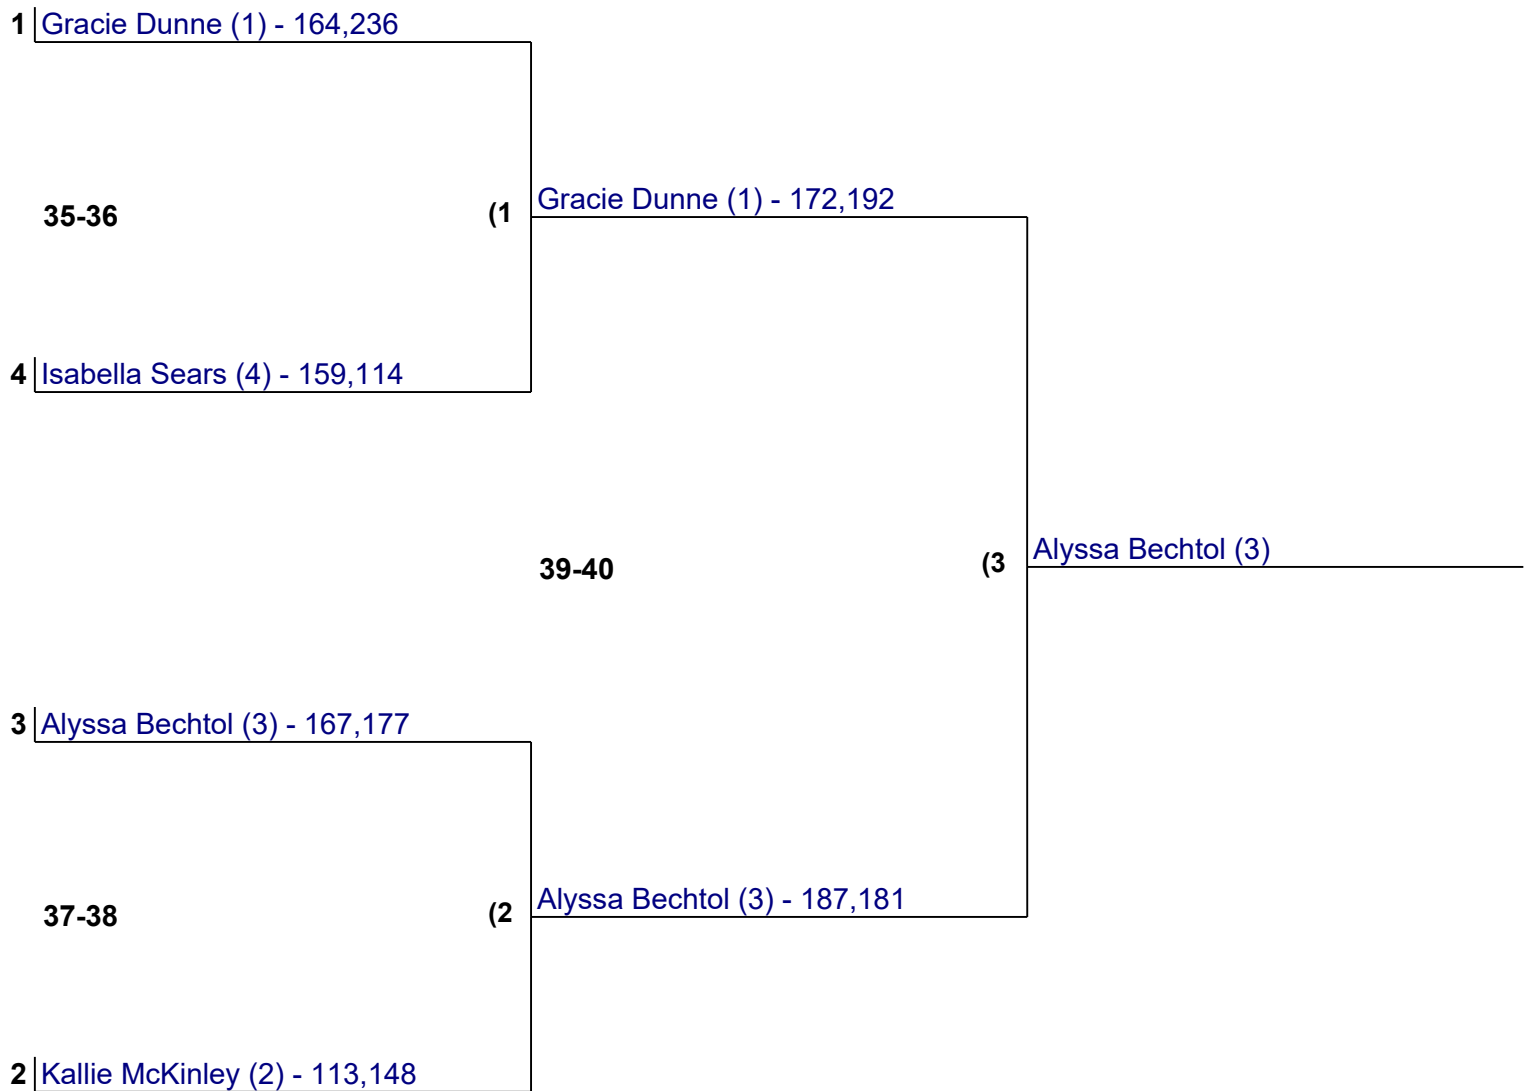 1 Gracie Dunne (1) - 164,236
Gracie Dunne (1) - 172,192
35-36
(1
4 Isabella Sears (4) - 159,114
Alyssa Bechtol (3)
39-40
(3
3 Alyssa Bechtol (3) - 167,177
Alyssa Bechtol (3) - 187,181
37-38
(2
2 Kallie McKinley (2) - 113,148